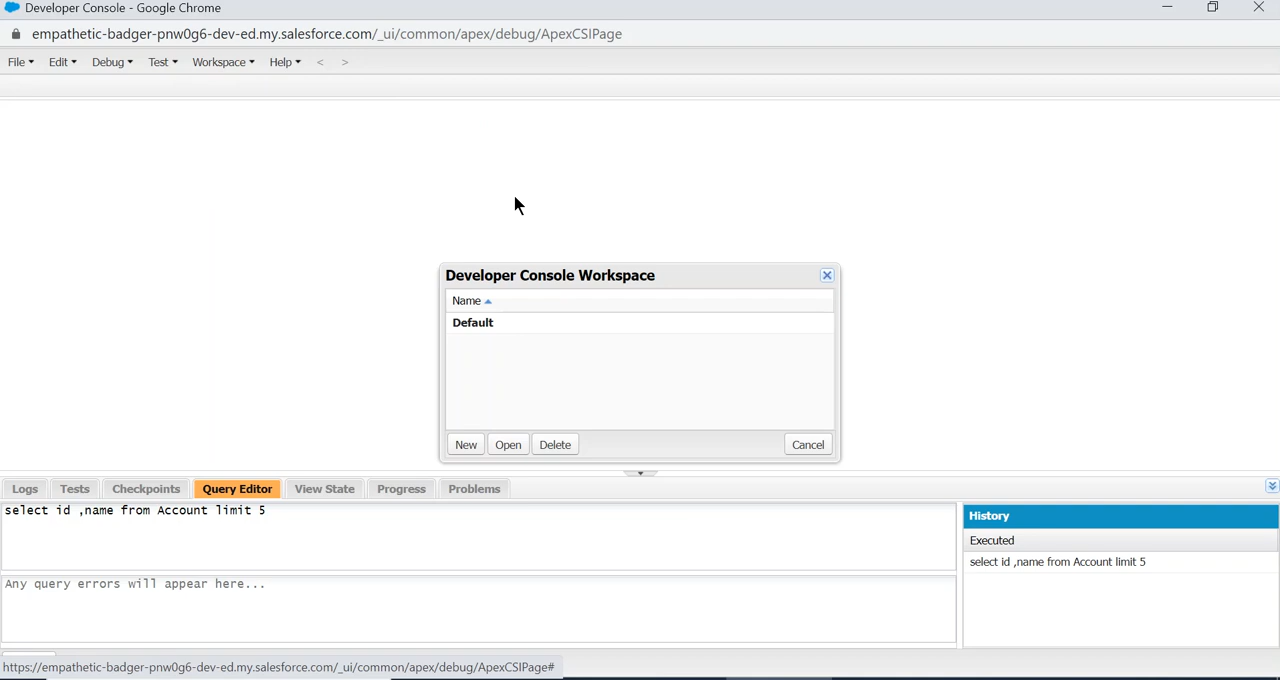 Developer Console - Google Chrome
empathetic-badger-pnw0g6-dev-ed.my.salesforce.com/_ui/common/apex/debug/ApexCSIPage
File Edit Debug Test Workspace Help < >
Developer Console Workspace
Name
Default
New Open Delete Cancel
Logs Tests Checkpoints Query Editor View State Progress Problems
select id ,name from Account limit 5
History
Executed
select id ,name from Account limit 5
Any query errors will appear here...
https://empathetic-badger-pnw0g6-dev-ed.my.salesforce.com/_ui/common/apex/debug/ApexCSIPage#